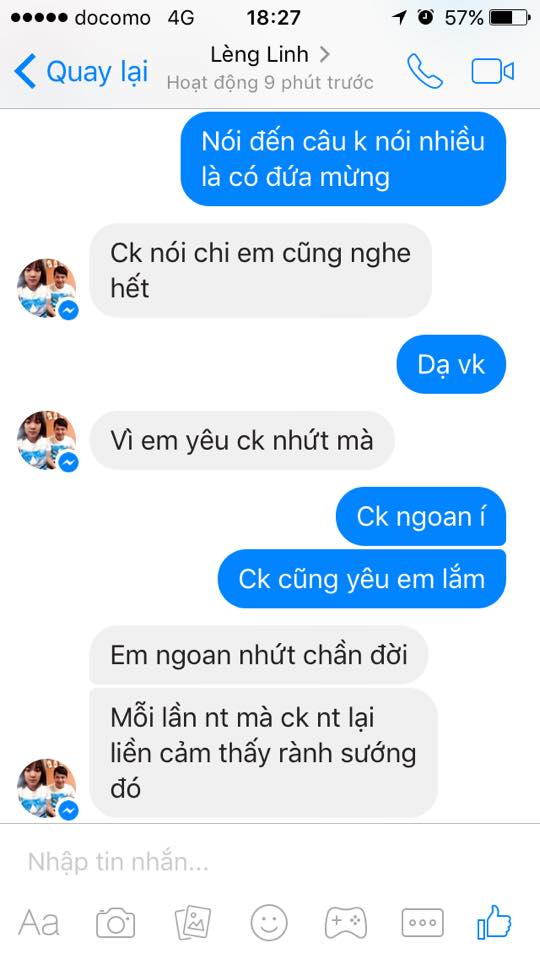 docomo 4G 18:27 57%
Quay lại
Lèng Linh
Hoạt động 9 phút trước
Nói đến câu k nói nhiều
là có đứa mừng
Ck nói chi em cũng nghe
hết
Dạ vk
Vì em yêu ck nhứt mà
Ck ngoan í
Ck cũng yêu em lắm
Em ngoan nhứt chần đời
Mỗi lần nt mà ck nt lại
liền cảm thấy rành sướng
đó
Nhập tin nhắn...
Aa